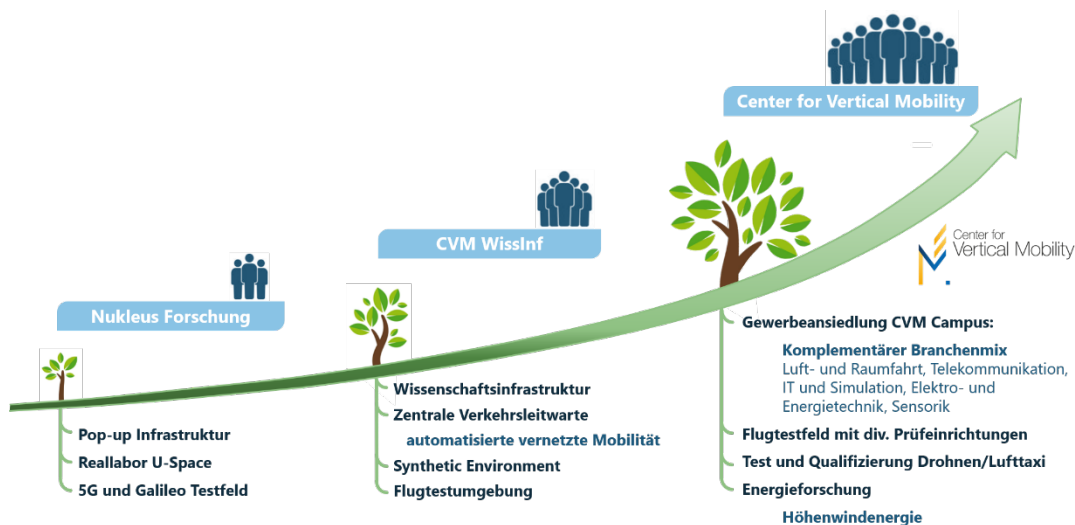 Center for Vertical Mobility
CVM WissInf
Nukleus Forschung
Center for
Vertical Mobility
Pop-up Infrastruktur
Reallabor U-Space
5G und Galileo Testfeld
Wissenschaftsinfrastruktur
Zentrale Verkehrsleitwarte
automatisierte vernetzte Mobilität
Synthetic Environment
Flugtestumgebung
Gewerbeansiedlung CVM Campus:
Komplementärer Branchenmix
Luft- und Raumfahrt, Telekommunikation,
IT und Simulation, Elektro- und
Energietechnik, Sensorik
Flugtestfeld mit div. Prüfeinrichtungen
Test und Qualifizierung Drohnen/Lufttaxi
Energieforschung
Höhenwindenergie